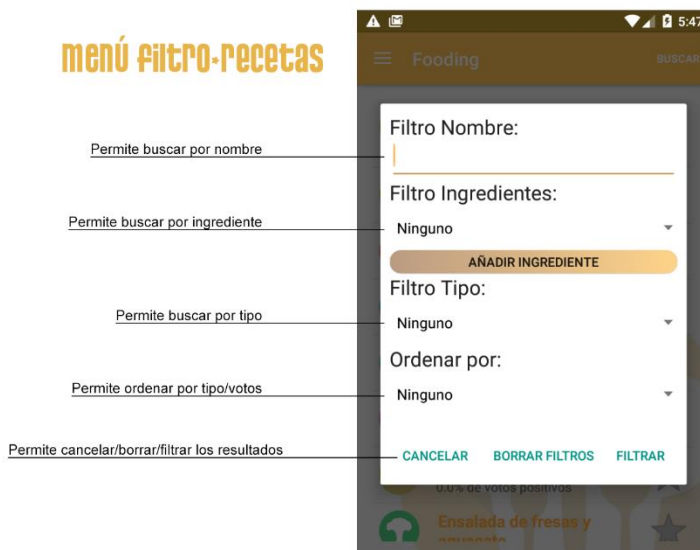 menú filtro-recetas
5:47
Fooding
BUSCAR
Filtro Nombre:
Permite buscar por nombre
Filtro Ingredientes:
Permite buscar por ingrediente
Ninguno
AÑADIR INGREDIENTE
Filtro Tipo:
Permite buscar por tipo
Ninguno
Ordenar por:
Permite ordenar por tipo/votos
Ninguno
Permite cancelar/borrar/filtrar los resultados
CANCELAR BORRAR FILTROS FILTRAR
0.0% de votos positivos
Ensalada de fresas y
aguacate